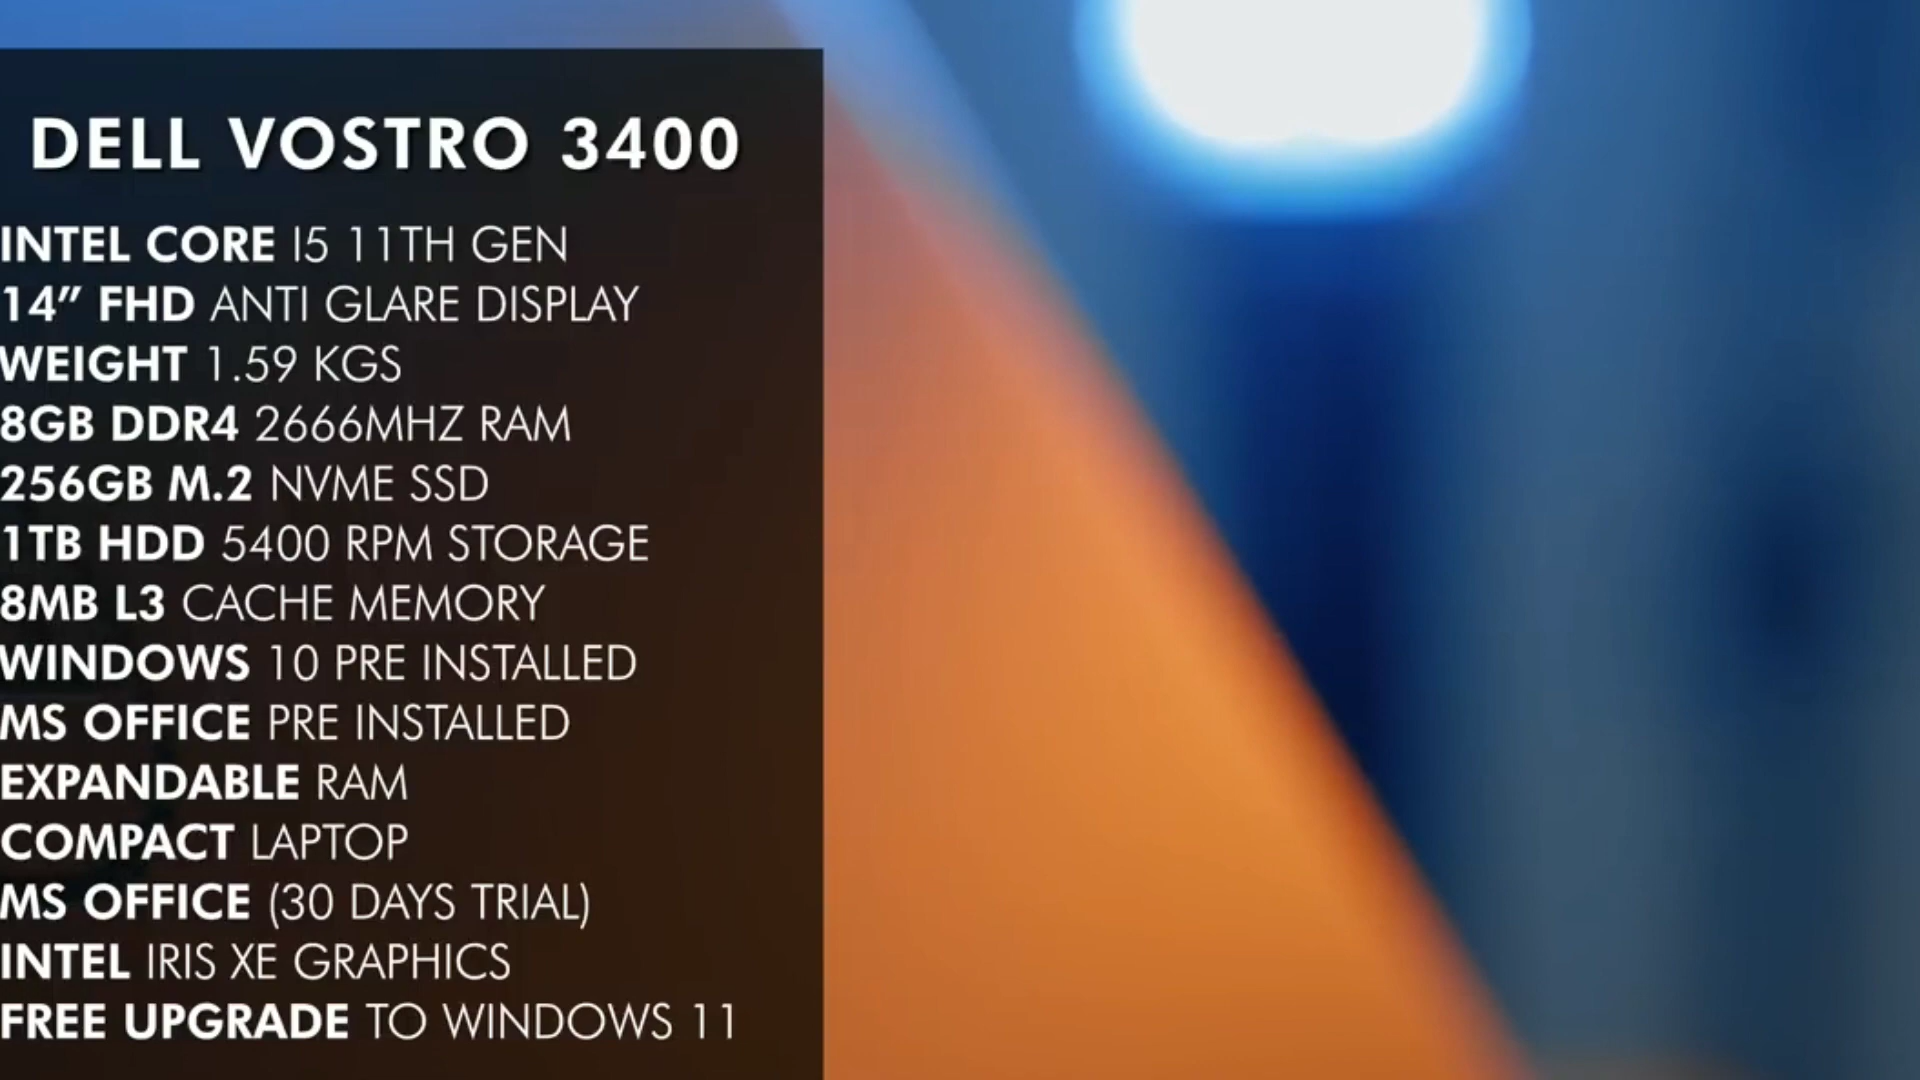 DELL VOSTRO 3400
INTEL CORE I5 11TH GEN
14” FHD ANTI GLARE DISPLAY
WEIGHT 1.59 KGS
8GB DDR4 2666MHZ RAM
256GB M.2 NVME SSD
1TB HDD 5400 RPM STORAGE
8MB L3 CACHE MEMORY
WINDOWS 10 PRE INSTALLED
MS OFFICE PRE INSTALLED
EXPANDABLE RAM
COMPACT LAPTOP
MS OFFICE (30 DAYS TRIAL)
INTEL IRIS XE GRAPHICS
FREE UPGRADE TO WINDOWS 11